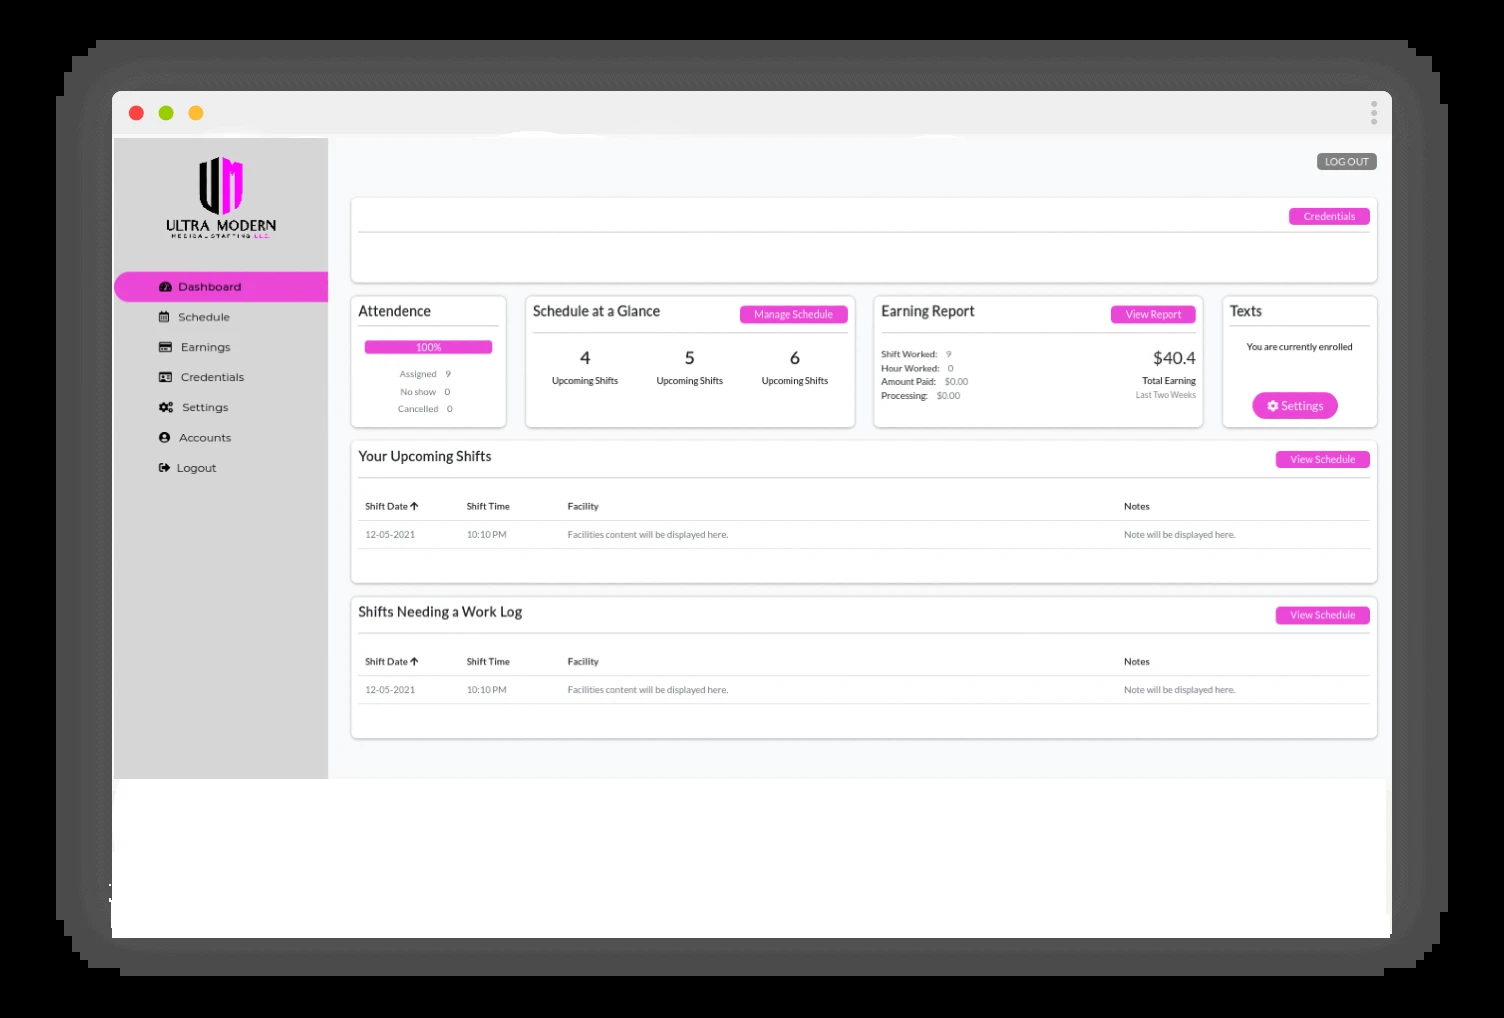 LOG OUT
ULTRA MODERN
MEDICAL STAFFING LLC
Credentials
Dashboard
Schedule
Earnings
Credentials
Settings
Accounts
Logout
Attendence
100%
Assigned 9
No show 0
Cancelled 0
Schedule at a Glance
Manage Schedule
4 5 6
Upcoming Shifts Upcoming Shifts Upcoming Shifts
Earning Report
View Report
Shift Worked: 9
Hour Worked: 0
Amount Paid: $0.00
Processing: $0.00
$40.4
Total Earning
Last Two Weeks
Texts
You are currently enrolled
Settings
Your Upcoming Shifts
View Schedule
Shift Date Shift Time Facility Notes
12-05-2021 10:10 PM Facilities content will be displayed here. Note will be displayed here.
Shifts Needing a Work Log
View Schedule
Shift Date Shift Time Facility Notes
12-05-2021 10:10 PM Facilities content will be displayed here. Note will be displayed here.